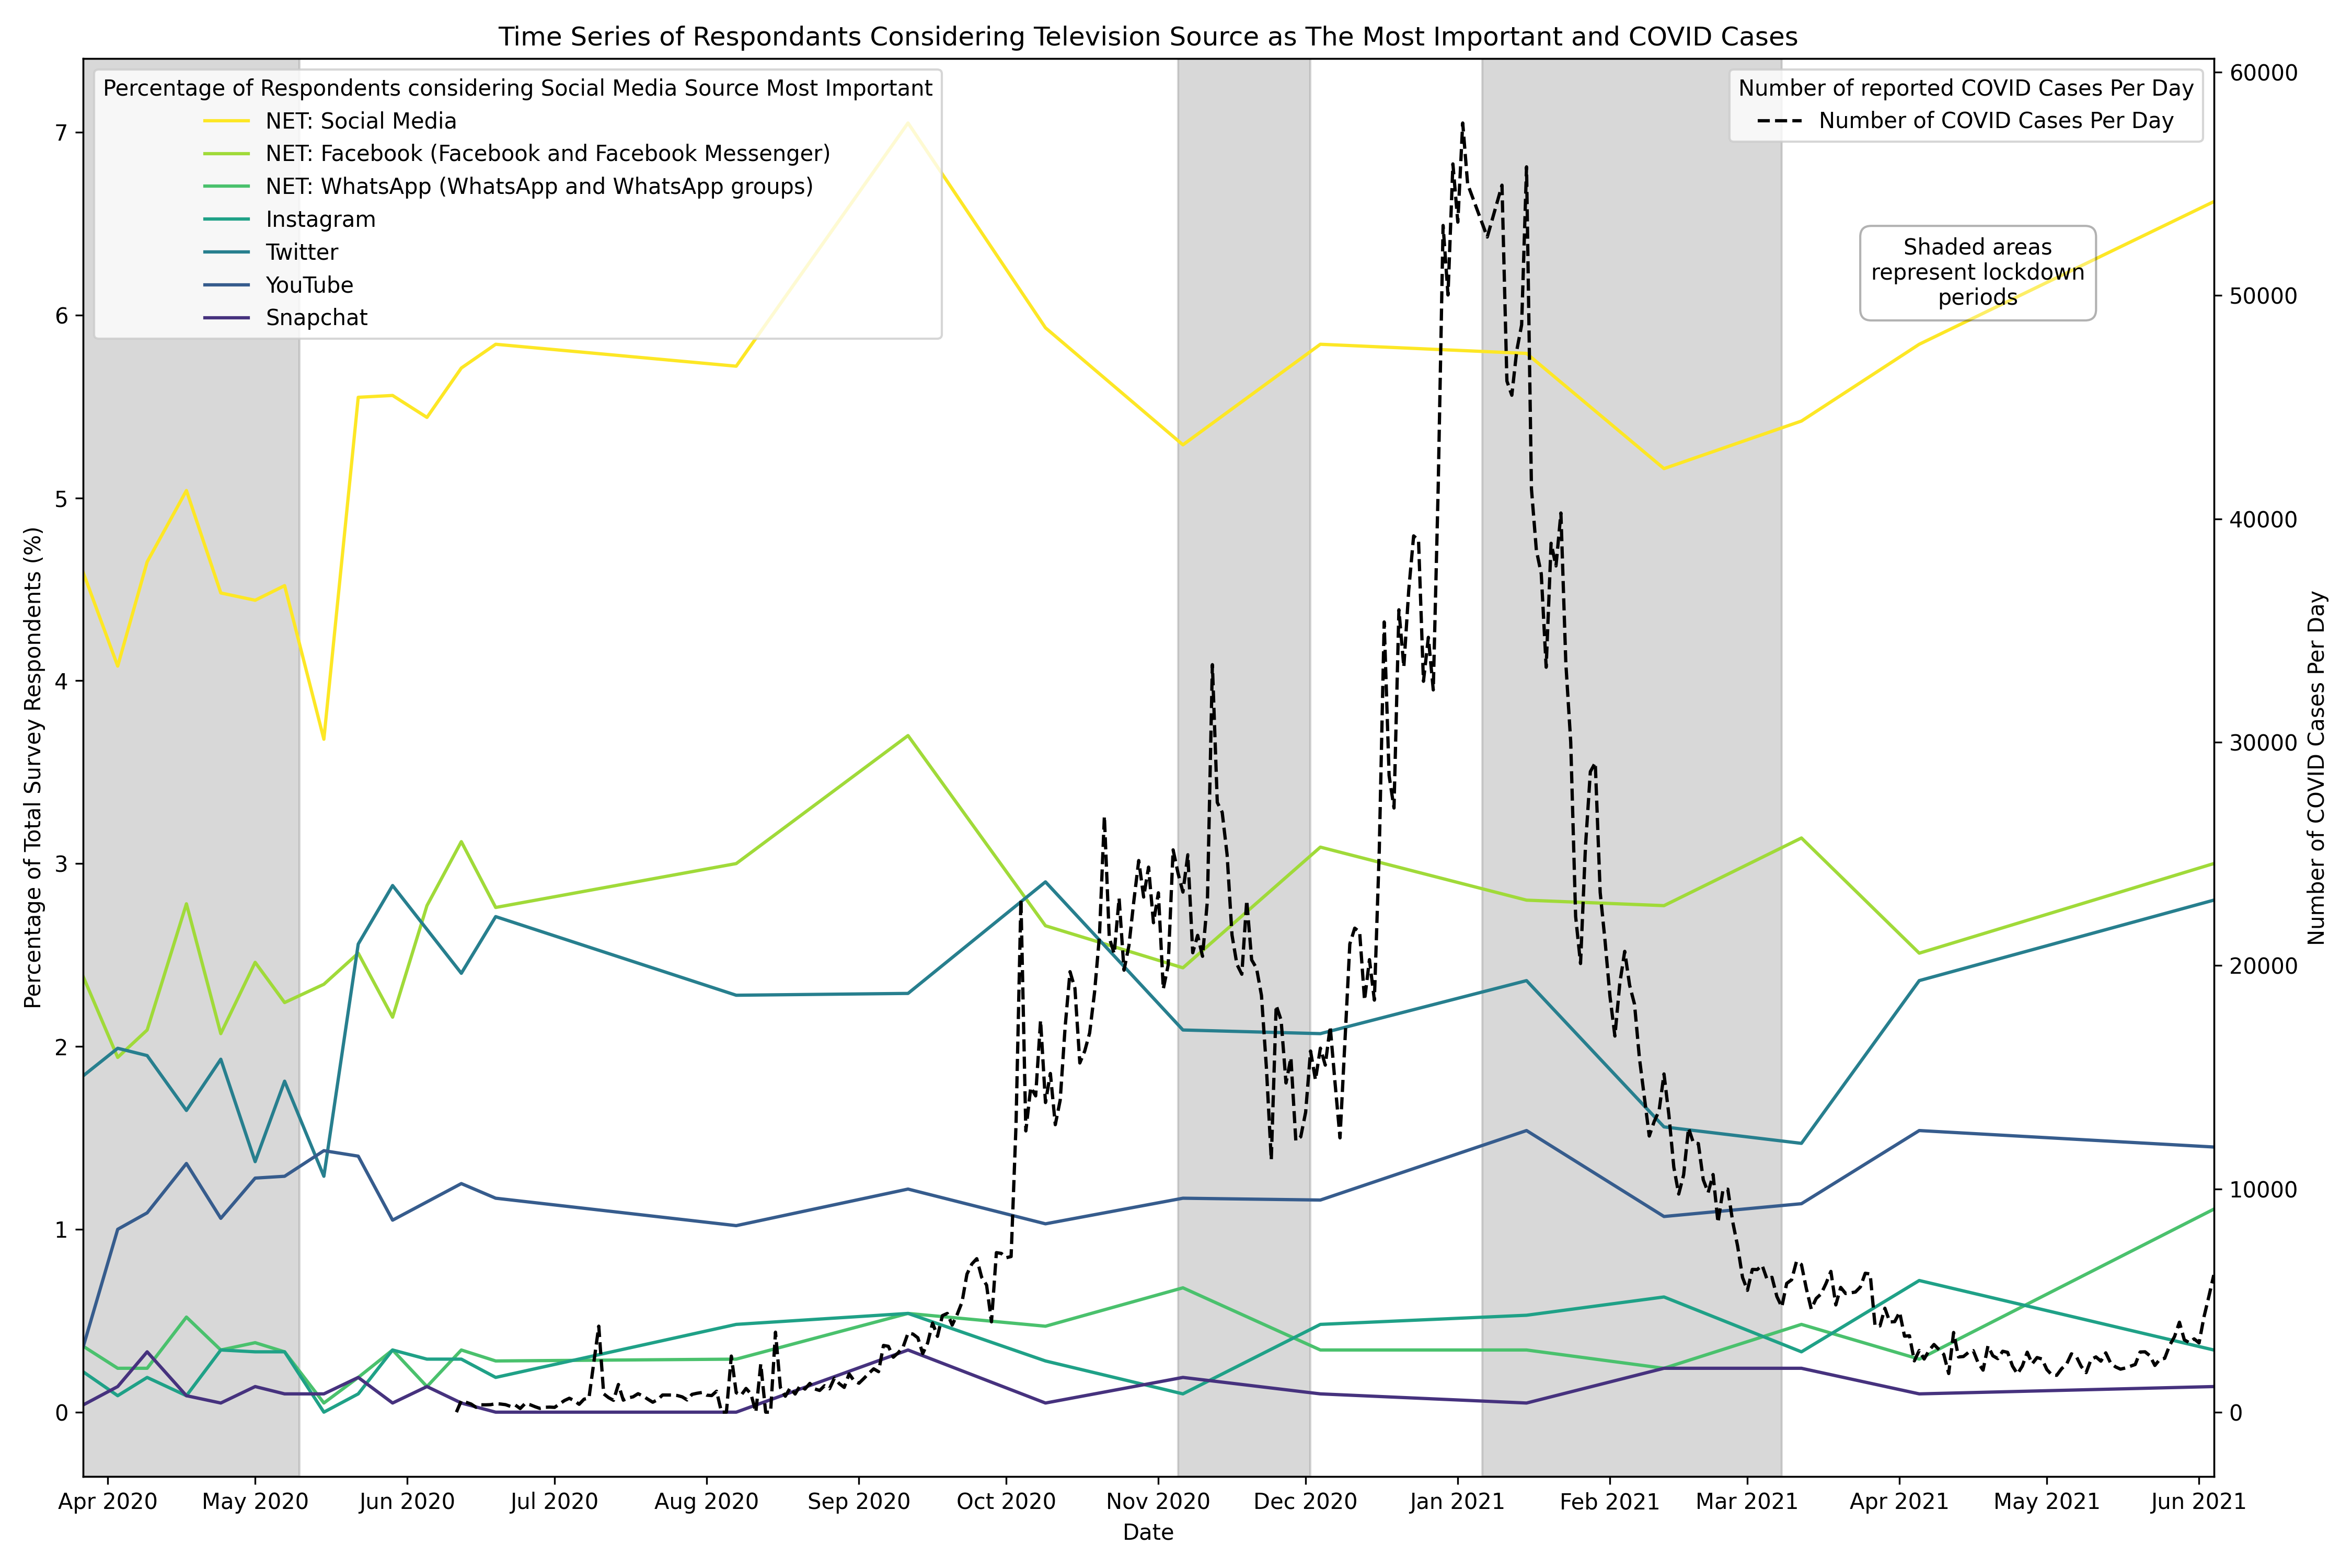 Time Series of Respondants Considering Television Source as The Most Important and COVID Cases
Percentage of Respondents considering Social Media Source Most Important
NET: Social Media
NET: Facebook (Facebook and Facebook Messenger)
NET: WhatsApp (WhatsApp and WhatsApp groups)
Instagram
Twitter
YouTube
Snapchat
Number of reported COVID Cases Per Day
Number of COVID Cases Per Day
Shaded areas
represent lockdown
periods
Percentage of Total Survey Respondents (%)
7
6
5
4
3
2
1
0
60000
50000
40000
30000
20000
10000
0
Number of COVID Cases Per Day
Apr 2020 May 2020 Jun 2020 Jul 2020 Aug 2020 Sep 2020 Oct 2020 Nov 2020 Dec 2020 Jan 2021 Feb 2021 Mar 2021 Apr 2021 May 2021 Jun 2021
Date